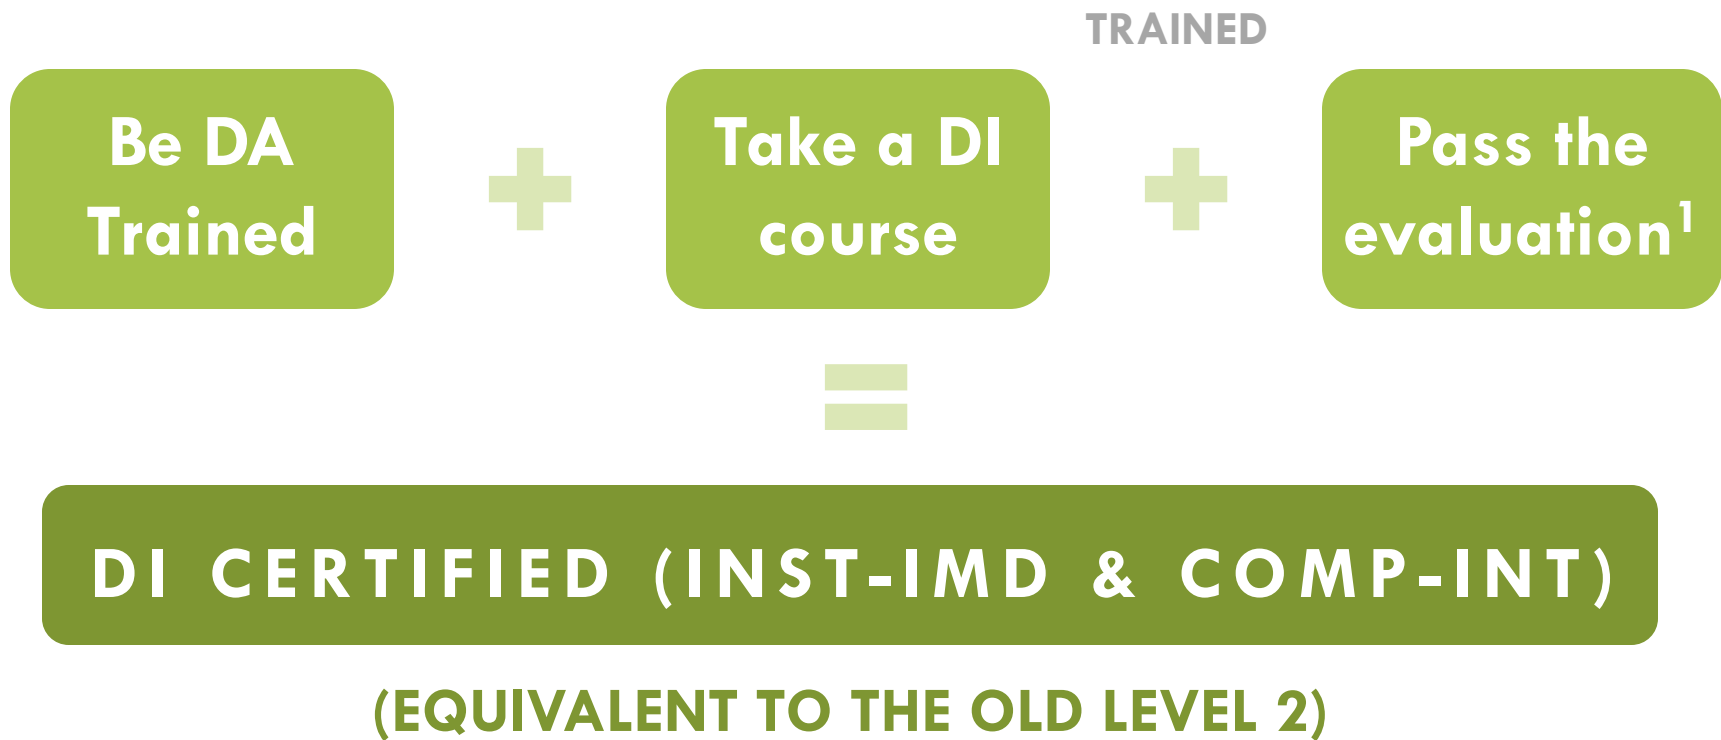 TRAINED
Be DA
Trained
Take a DI
course
Pass the
evaluation¹
DI CERTIFIED (INST-IMD & COMP-INT)
(EQUIVALENT TO THE OLD LEVEL 2)